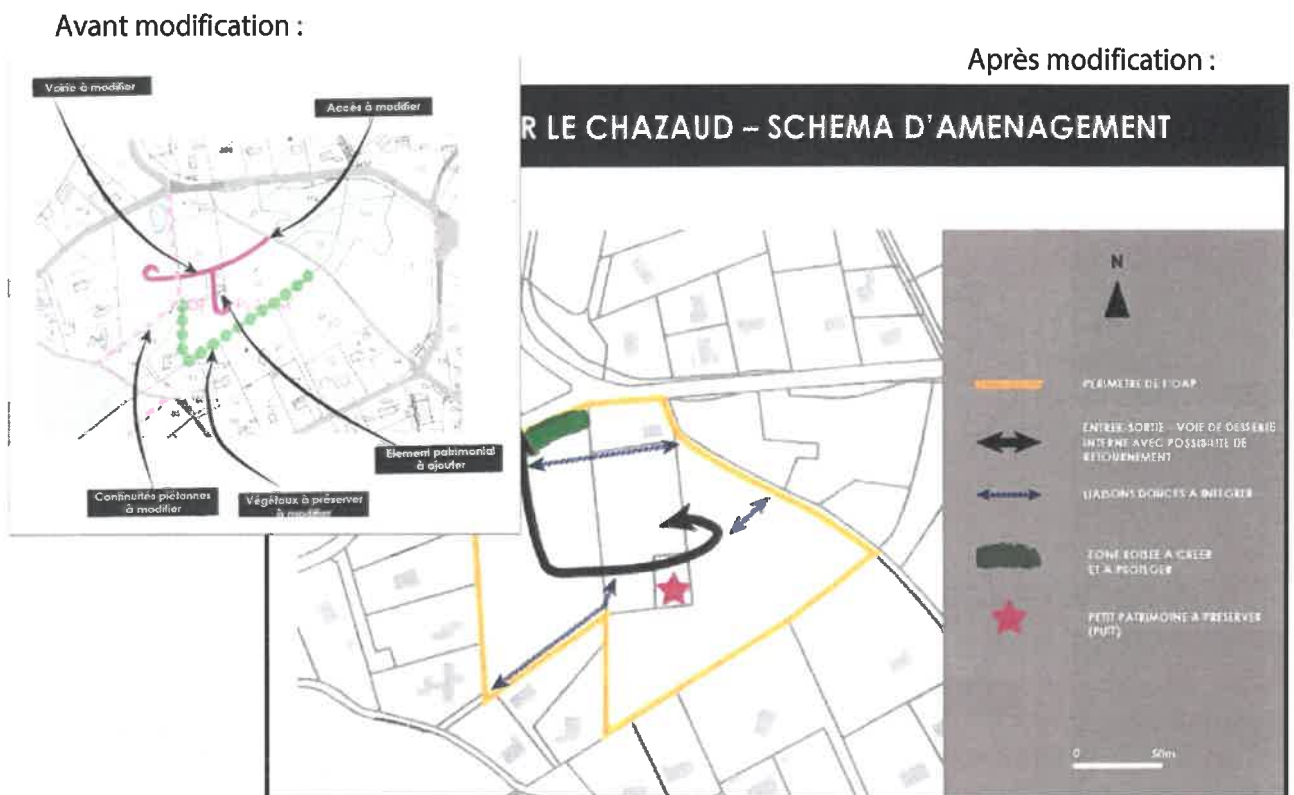 Avant modification :
Après modification :
Voirie à modifier
Accès à modifier
R LE CHAZAUD – SCHEMA D'AMENAGEMENT
N
PERIMETRE DE l'OAP
ENTREE-SORTIE - VOIE DE DESSERTE
INTERNE AVEC POSSIBILITE DE
RETOURNEMENT
Element patrimonial
à ajouter
Continuités piétonnes
à modifier
Végétaux à préserver
à modifier
LIAISONS DOUCES A INTEGRER
ZONE BOISEE A CREER
ET A PROTEGER
PETIT PATRIMOINE A PRESERVER
(PUIT)
0 50m